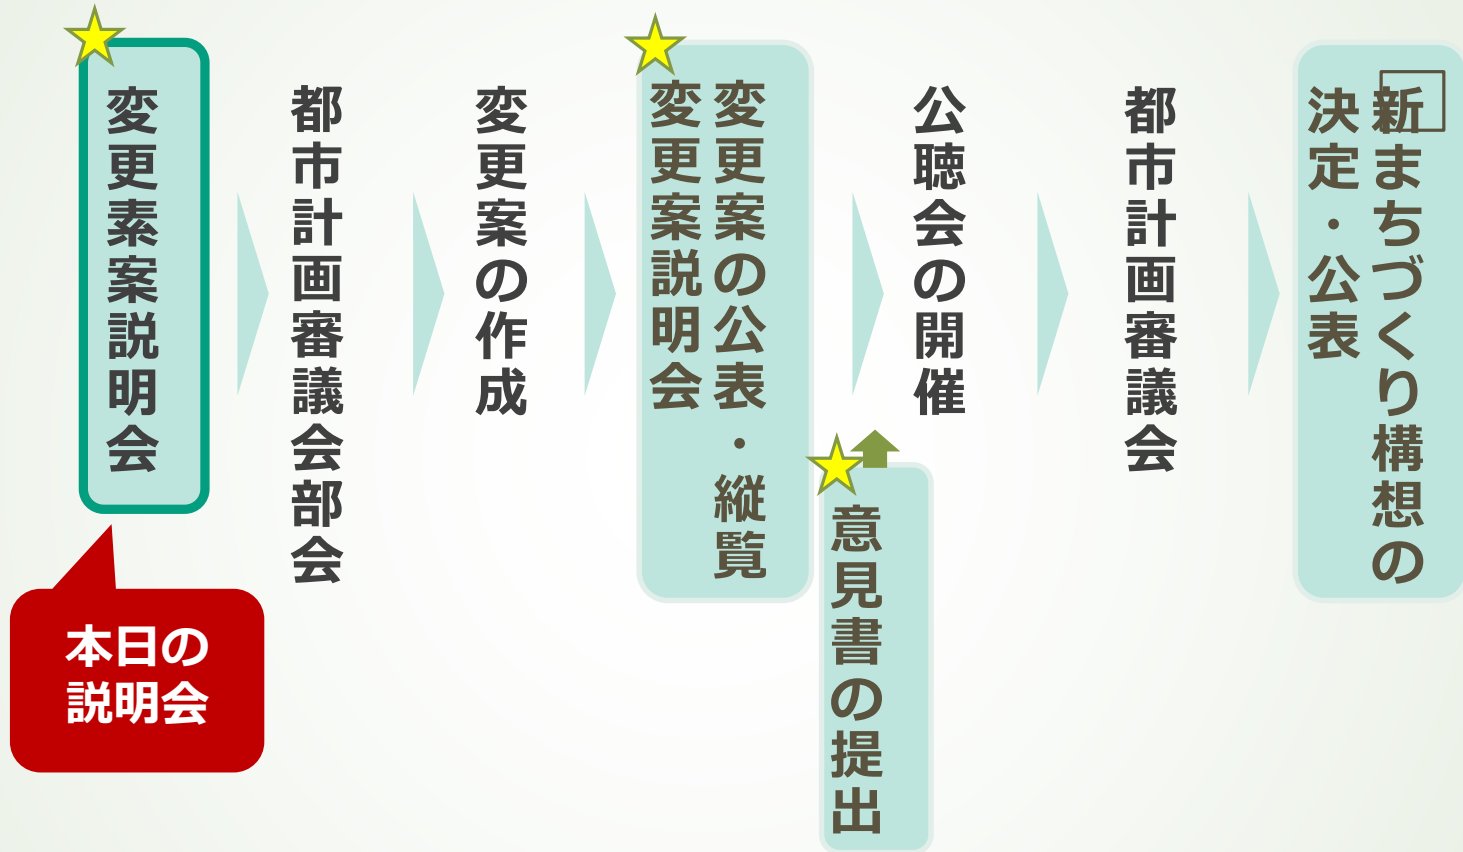 変更素案説明会
都市計画審議会部会
変更案の作成
変更案の公表・縦覧
変更案説明会
公聴会の開催
都市計画審議会
新まちづくり構想の
決定・公表
意見書の提出
本日の
説明会